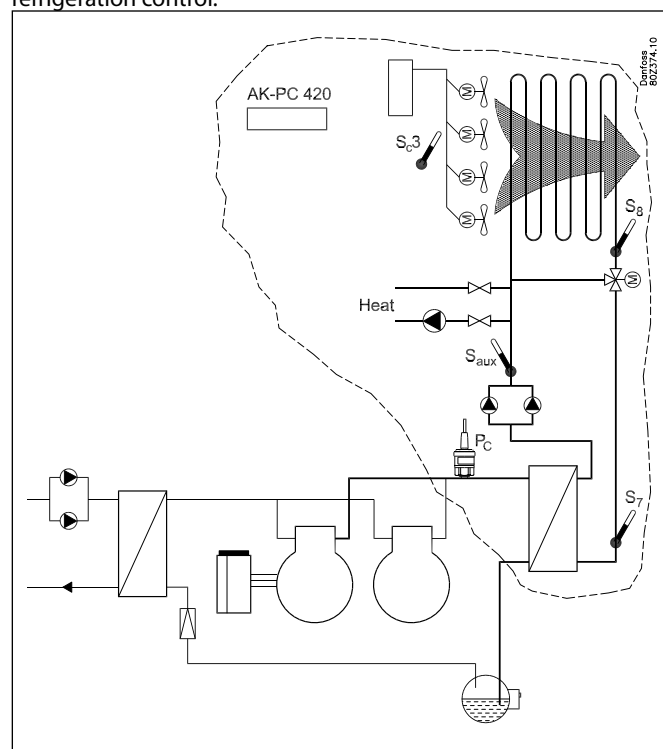 refrigeration control.
Danfoss
80Z374.10
AK-PC 420
M
Sc3
M
M
M
S8
M
Heat
Saux
Pc
S7